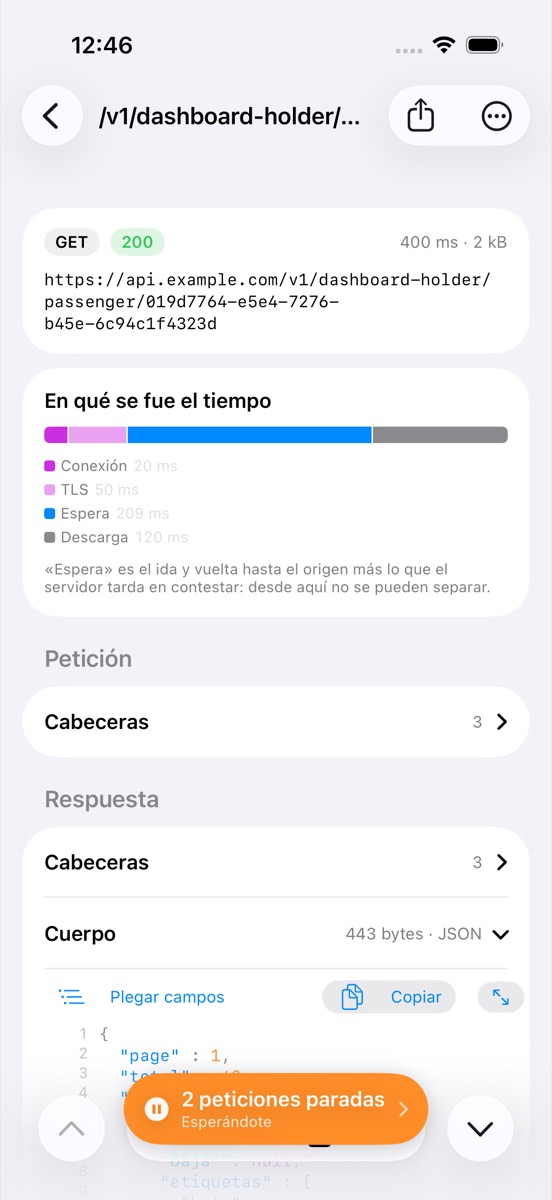 12:46
/v1/dashboard-holder/...
GET 200 400 ms · 2 kB
https://api.example.com/v1/dashboard-holder/
passenger/019d7764-e5e4-7276-
b45e-6c94c1f4323d
En qué se fue el tiempo
Conexión 20 ms
TLS 50 ms
Espera 209 ms
Descarga 120 ms
«Espera» es el ida y vuelta hasta el origen más lo que el
servidor tarda en contestar: desde aquí no se pueden separar.
Petición
Cabeceras 3
Respuesta
Cabeceras 3
Cuerpo 443 bytes · JSON
Plegar campos Copiar
1 {
2 "page" : 1,
3
4
2 peticiones paradas
Esperándote
8 "baja" : null,
"etiquetas" : [
9